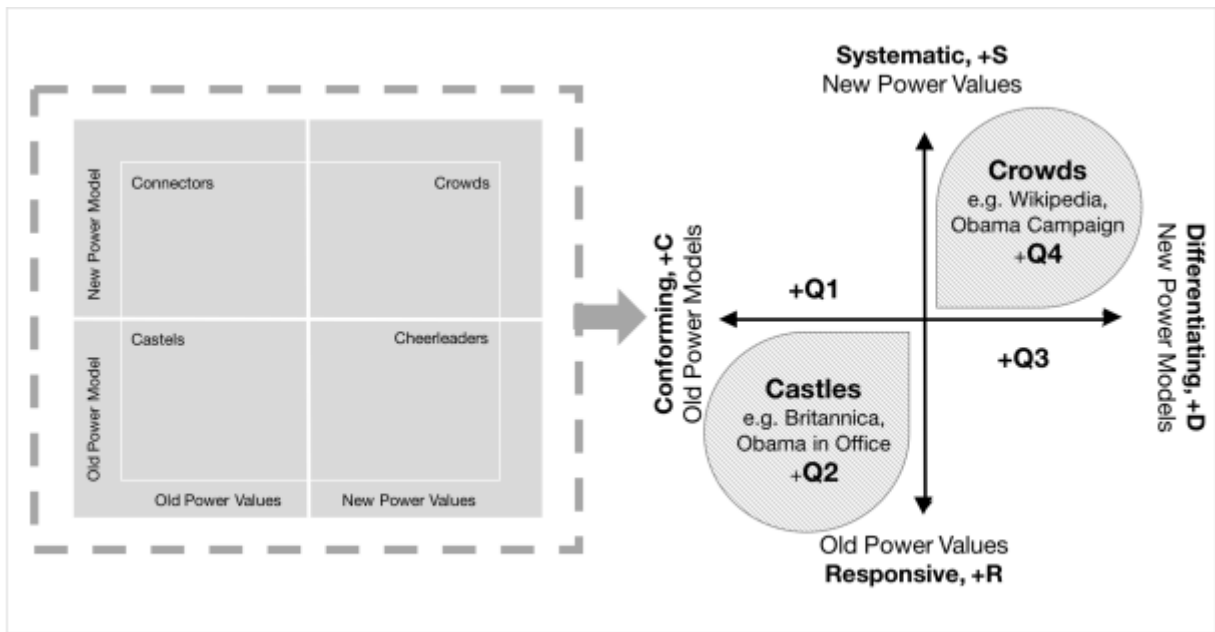 New Power Model
Connectors
Crowds
Old Power Model
Castels
Cheerleaders
Old Power Values
New Power Values
Systematic, +S
New Power Values
Conforming, +C
Old Power Models
Crowds
e.g. Wikipedia,
Obama Campaign
+Q4
Differentiating, +D
New Power Models
+Q1
+Q3
Castles
e.g. Britannica,
Obama in Office
+Q2
Old Power Values
Responsive, +R